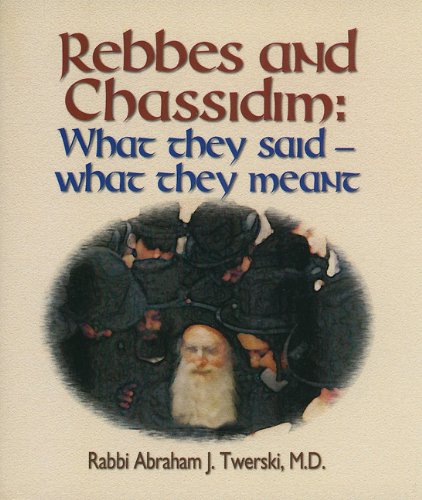 Rebbes and
Chassidim:
What they said –
what they meant
Rabbi Abraham J. Twerski, M.D.